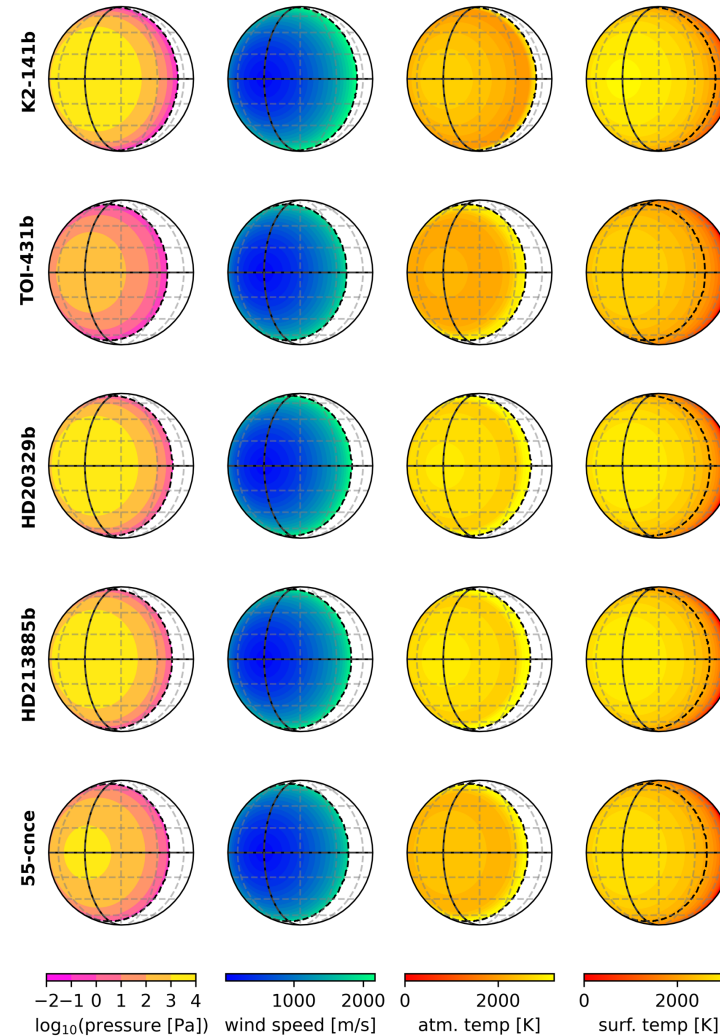 K2-141b
TOI-431b
HD20329b
HD213885b
55-cnce
−2−1 0 1 2 3 4
log₁₀(pressure [Pa])
1000 2000
wind speed [m/s]
0 2000
atm. temp [K]
0 2000
surf. temp [K]